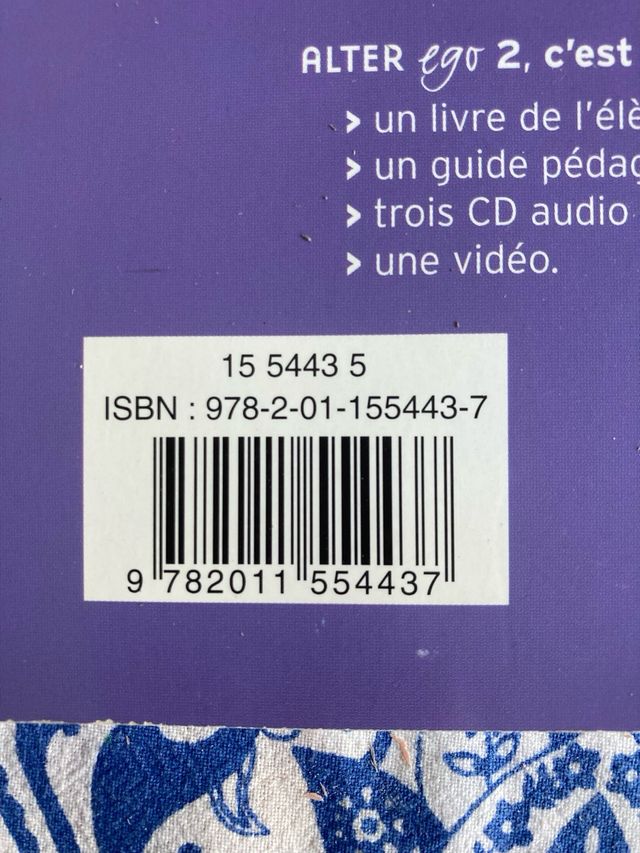 ALTER ego 2, c'est
> un livre de l'élè
> un guide pédag
> trois CD audio
> une vidéo.
15 5443 5
ISBN : 978-2-01-155443-7
9 782011 554437